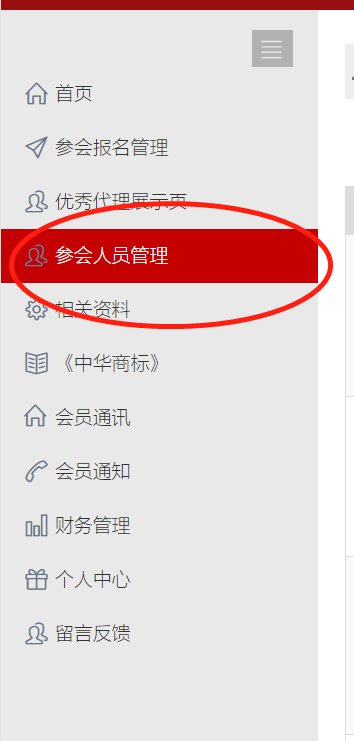 首页
参会报名管理
优秀代理展示页
参会人员管理
相关资料
《中华商标》
会员通讯
会员通知
财务管理
个人中心
留言反馈